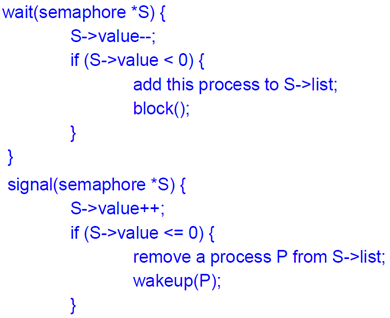 wait(semaphore *S) {
S->value--;
if (S->value < 0) {
add this process to S->list;
block();
}
}
signal(semaphore *S) {
S->value++;
if (S->value <= 0) {
remove a process P from S->list;
wakeup(P);
}